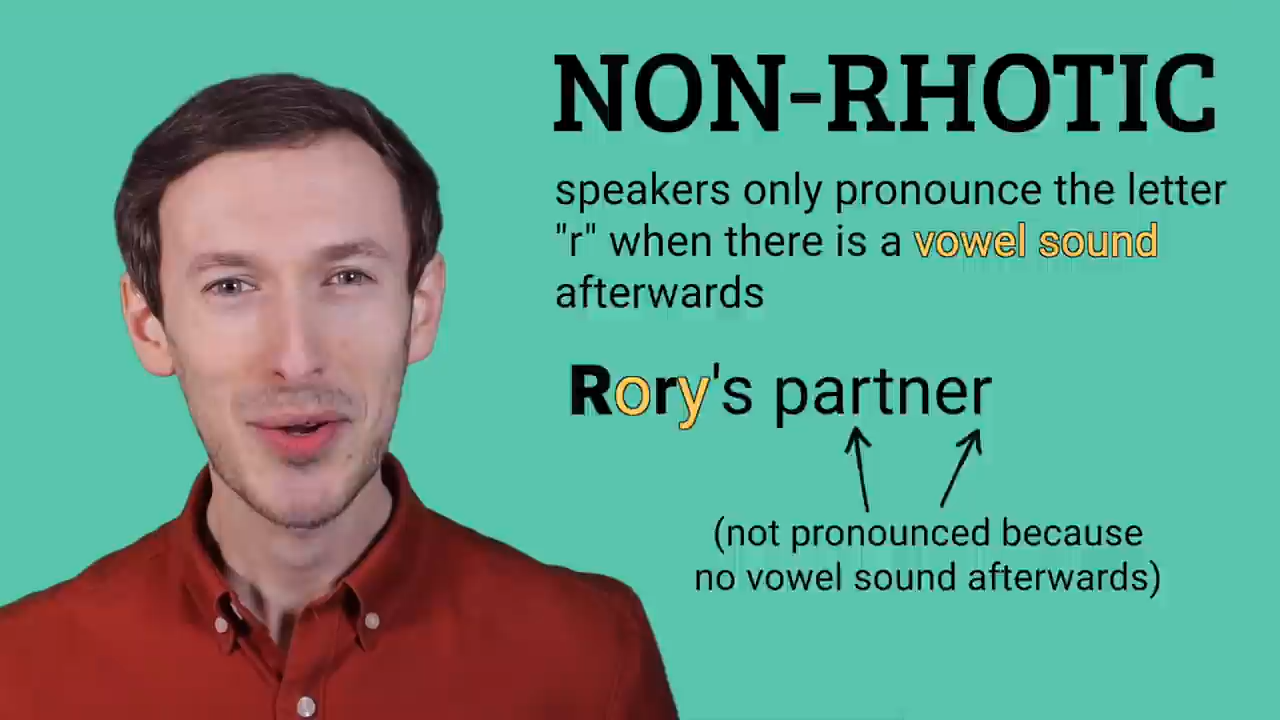 NON-RHOTIC
speakers only pronounce the letter
"r" when there is a vowel sound
afterwards
Rory's partner
(not pronounced because
no vowel sound afterwards)